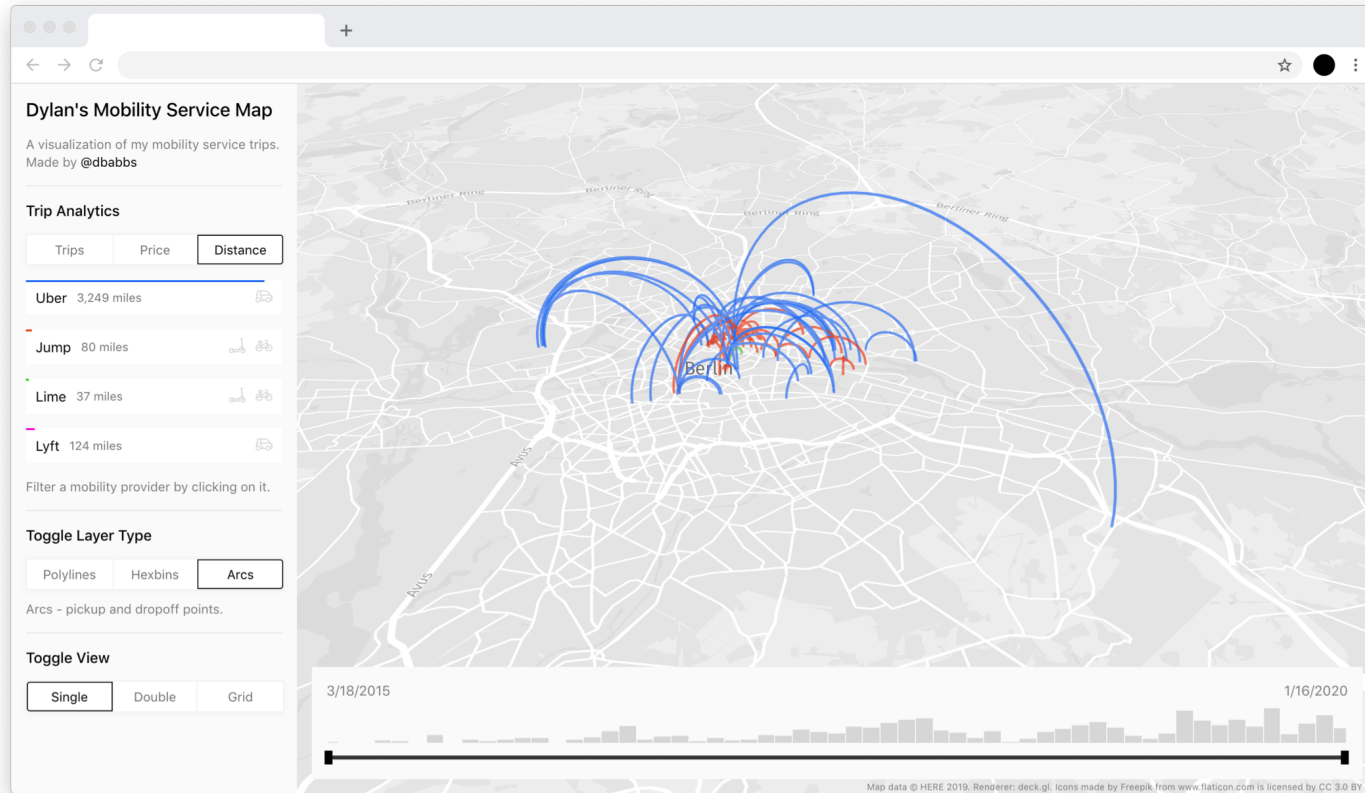 Dylan's Mobility Service Map
A visualization of my mobility service trips.
Made by @dbabbs
Trip Analytics
Trips Price Distance
Uber 3,249 miles
Jump 80 miles
Lime 37 miles
Lyft 124 miles
Filter a mobility provider by clicking on it.
Toggle Layer Type
Polylines Hexbins Arcs
Arcs - pickup and dropoff points.
Toggle View
Single Double Grid
Berliner Ring
Berliner Ring
Berliner Ring
Berliner Ring
Berlin
Avus
Avus
3/18/2015 1/16/2020
Map data © HERE 2019. Renderer: deck.gl. Icons made by Freepik from www.flaticon.com is licensed by CC 3.0 BY